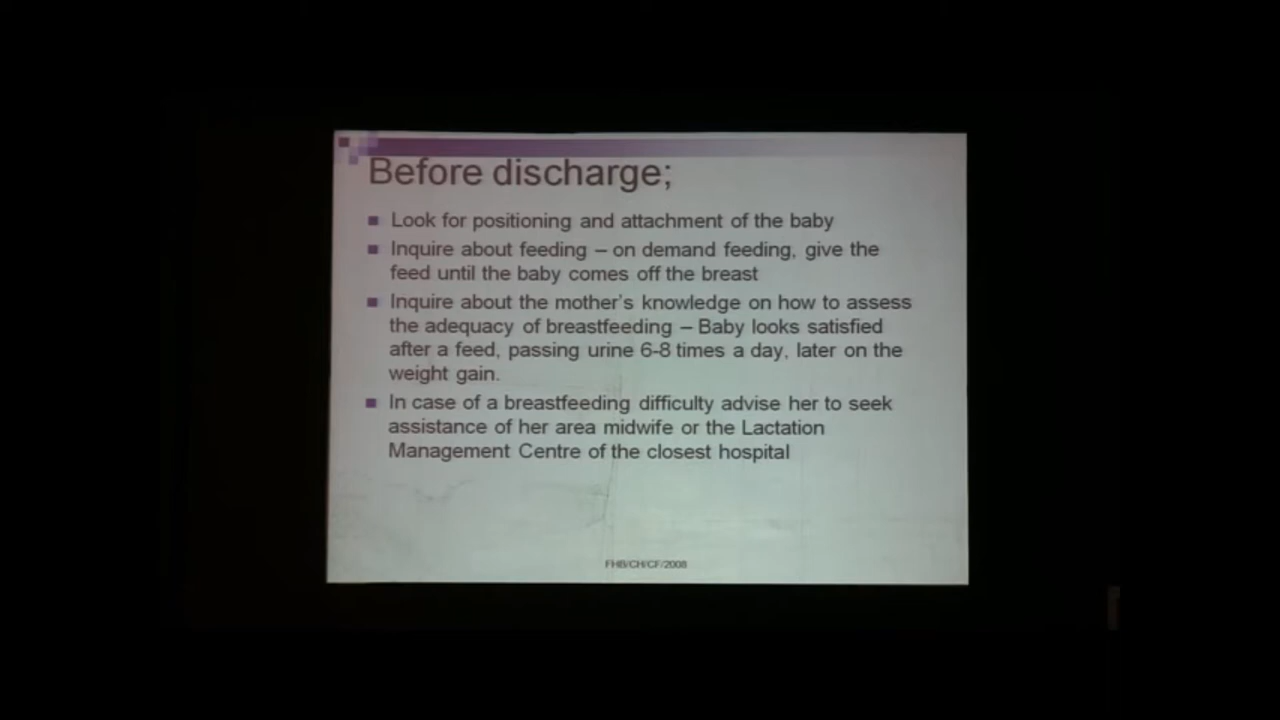 Before discharge;
Look for positioning and attachment of the baby
Inquire about feeding – on demand feeding, give the
feed until the baby comes off the breast
Inquire about the mother's knowledge on how to assess
the adequacy of breastfeeding – Baby looks satisfied
after a feed, passing urine 6-8 times a day, later on the
weight gain.
In case of a breastfeeding difficulty advise her to seek
assistance of her area midwife or the Lactation
Management Centre of the closest hospital
FHB/CH/CF/2008